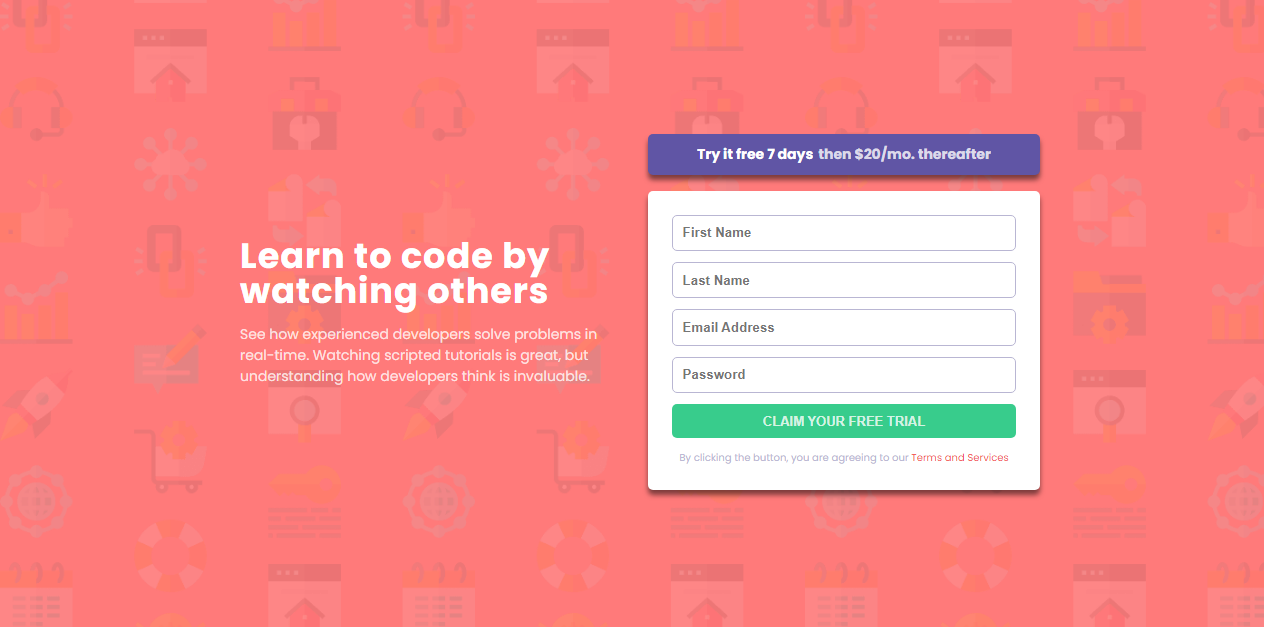 Learn to code by
watching others
See how experienced developers solve problems in
real-time. Watching scripted tutorials is great, but
understanding how developers think is invaluable.
Try it free 7 days then $20/mo. thereafter
First Name
Last Name
Email Address
Password
CLAIM YOUR FREE TRIAL
By clicking the button, you are agreeing to our Terms and Services